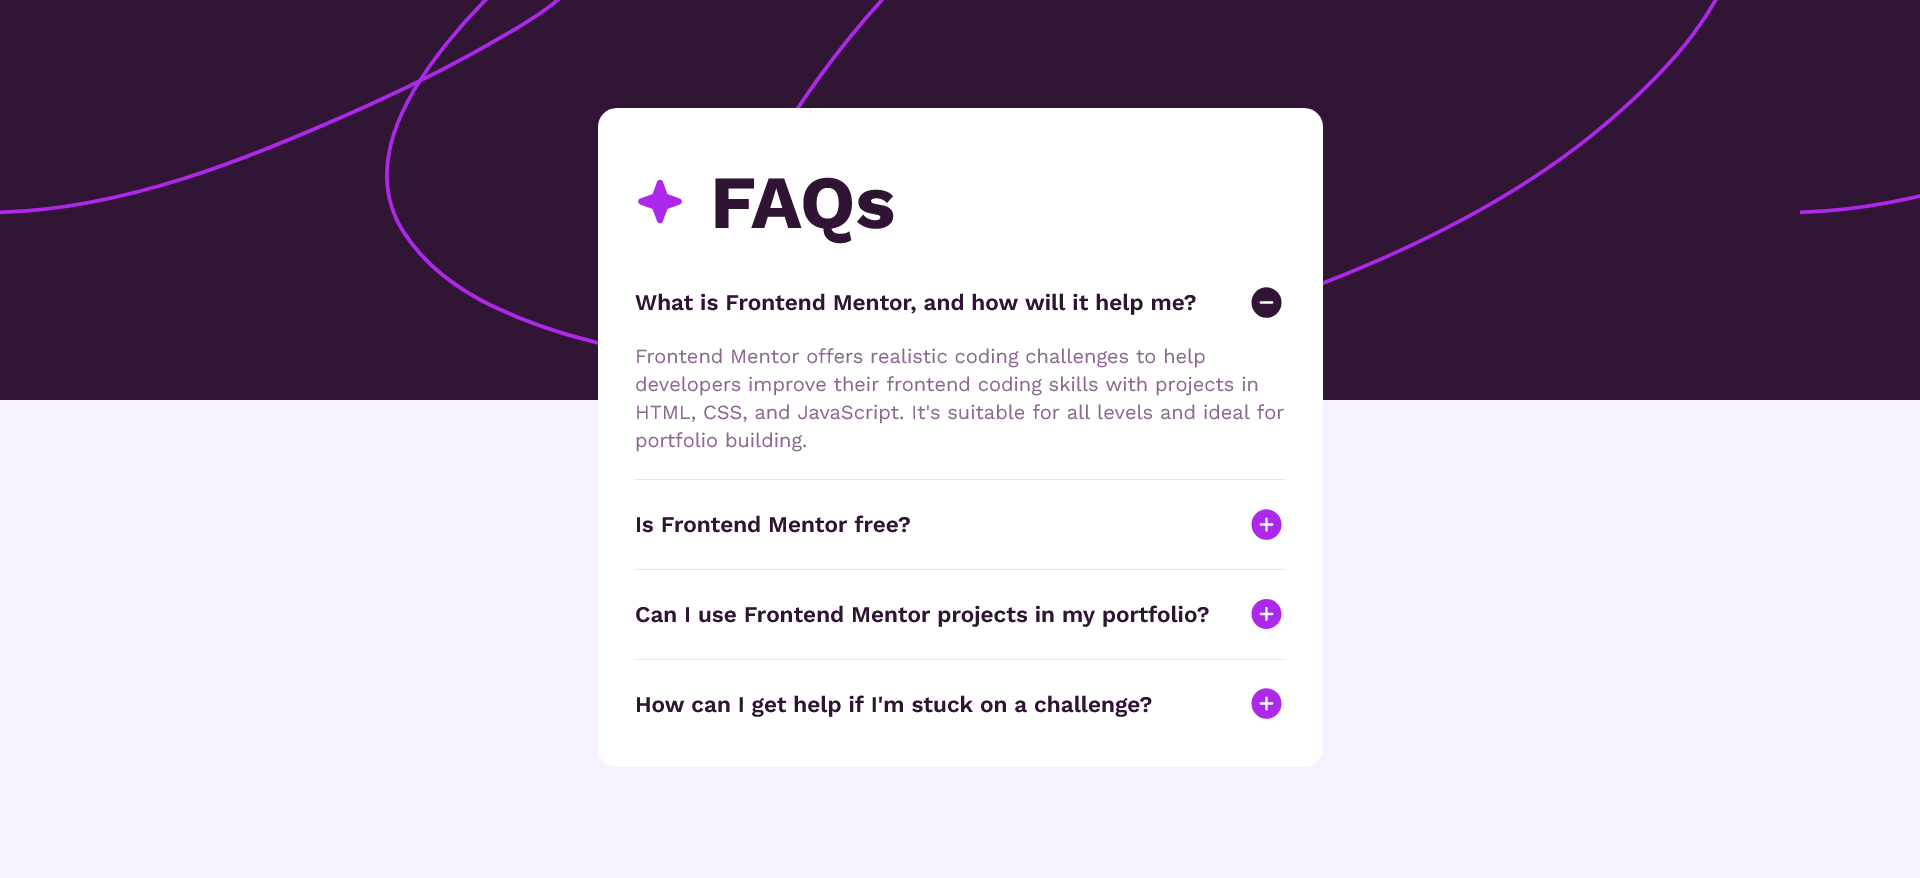 FAQs
What is Frontend Mentor, and how will it help me?
Frontend Mentor offers realistic coding challenges to help
developers improve their frontend coding skills with projects in
HTML, CSS, and JavaScript. It's suitable for all levels and ideal for
portfolio building.
Is Frontend Mentor free?
Can I use Frontend Mentor projects in my portfolio?
How can I get help if I'm stuck on a challenge?